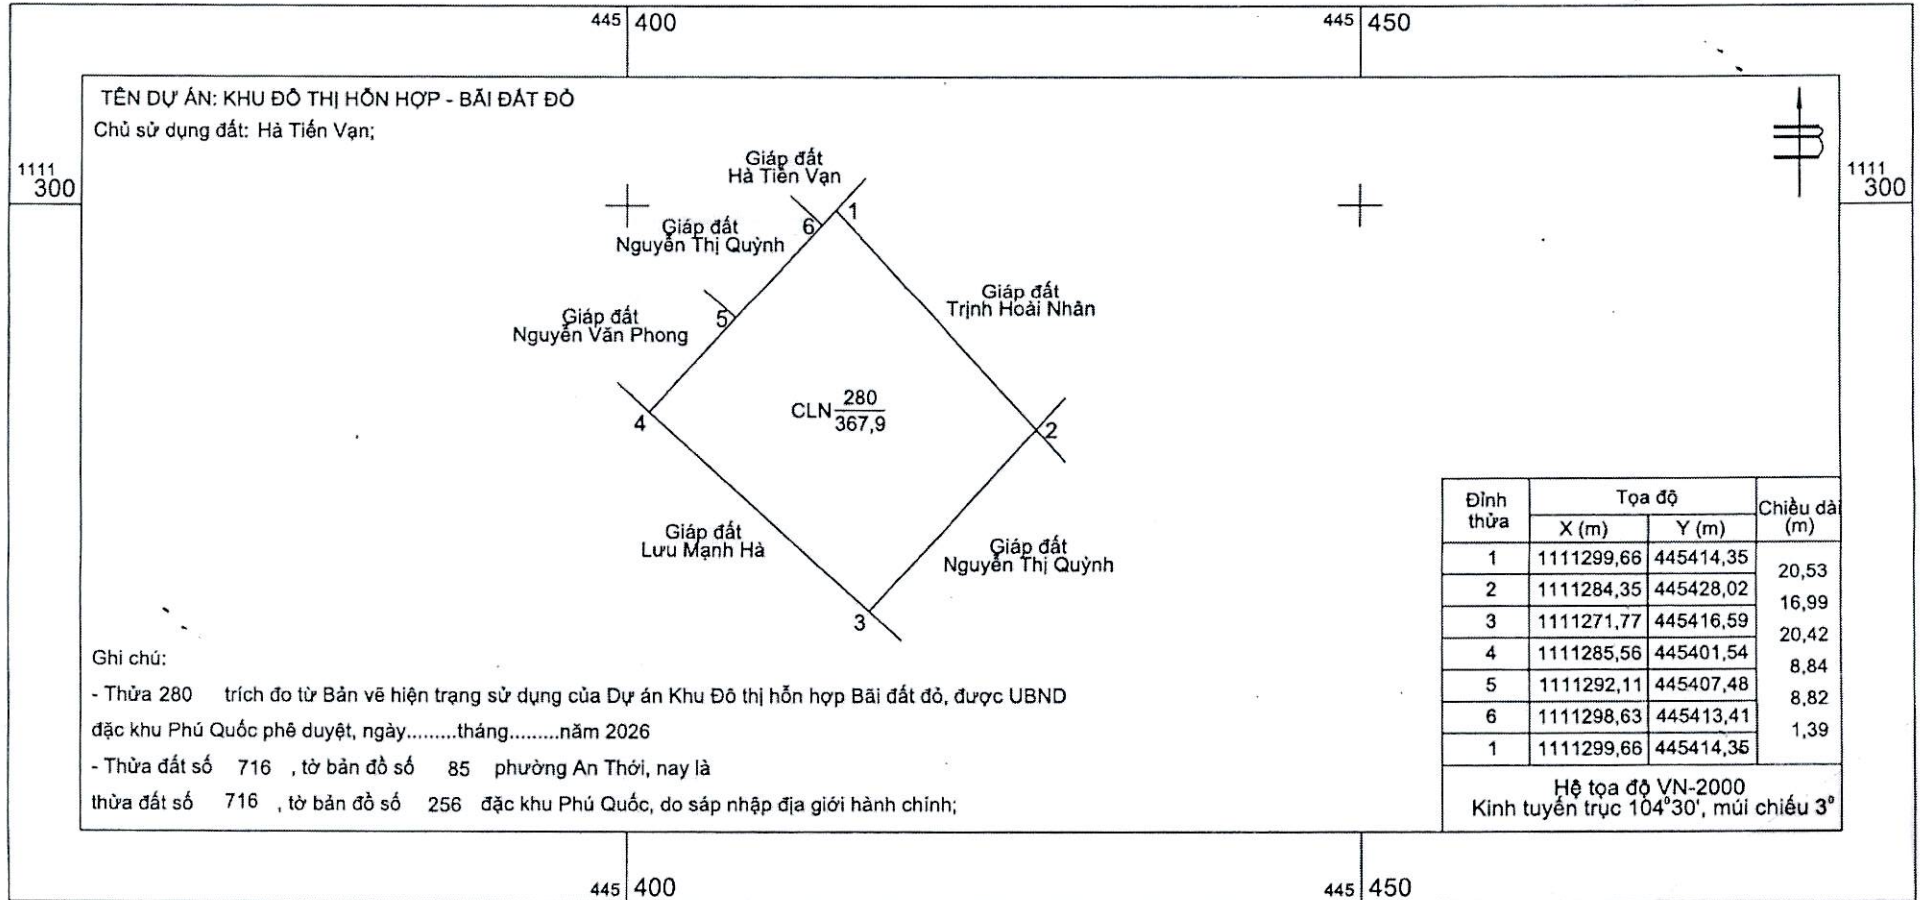 445 400
445 450
TÊN DỰ ÁN: KHU ĐÔ THỊ HỖN HỢP - BÃI ĐẤT ĐỎ
Chủ sử dụng đất: Hà Tiến Vạn;
1111
300
1111
300
Giáp đất
Hà Tiến Vạn
1
6
Giáp đất
Nguyễn Thị Quỳnh
Giáp đất
Trịnh Hoài Nhân
5
Giáp đất
Nguyễn Văn Phong
CLN 280
367,9
4
2
Giáp đất
Lưu Mạnh Hà
Giáp đất
Nguyễn Thị Quỳnh
3
Đỉnh thửa Tọa độ Chiều dài (m)
X (m) Y (m)
1 1111299,66 445414,35
20,53
2 1111284,35 445428,02
16,99
3 1111271,77 445416,59
20,42
4 1111285,56 445401,54
8,84
5 1111292,11 445407,48
8,82
6 1111298,63 445413,41
1,39
1 1111299,66 445414,35
Hệ tọa độ VN-2000
Kinh tuyến trục 104°30', múi chiếu 3°
Ghi chú:
- Thửa 280 trích đo từ Bản vẽ hiện trạng sử dụng của Dự án Khu Đô thị hỗn hợp Bãi đất đỏ, được UBND
đặc khu Phú Quốc phê duyệt, ngày.........tháng.........năm 2026
- Thửa đất số 716 , tờ bản đồ số 85 phường An Thới, nay là
thửa đất số 716 , tờ bản đồ số 256 đặc khu Phú Quốc, do sáp nhập địa giới hành chính;
445 400
445 450